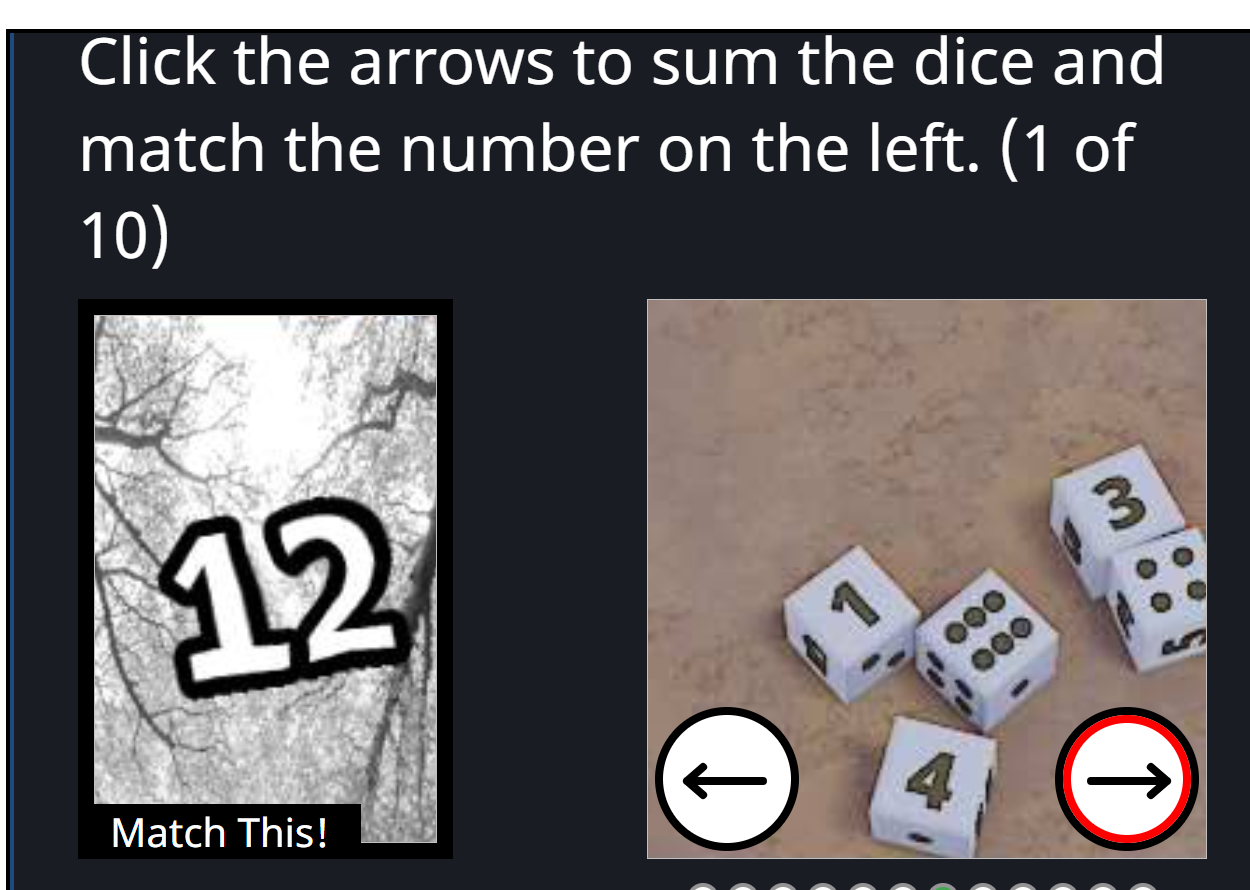 Click the arrows to sum the dice and
match the number on the left. (1 of
10)
12
Match This!
3
1
5
4